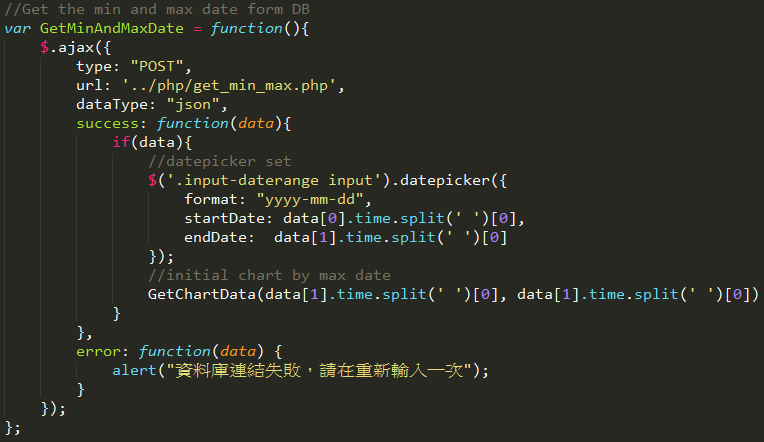 //Get the min and max date form DB
var GetMinAndMaxDate = function(){
    $.ajax({
        type: "POST",
        url: '../php/get_min_max.php',
        dataType: "json",
        success: function(data){
            if(data){
                //datepicker set
                $('.input-daterange input').datepicker({
                    format: "yyyy-mm-dd",
                    startDate: data[0].time.split(' ')[0],
                    endDate:  data[1].time.split(' ')[0]
                });
                //initial chart by max date
                GetChartData(data[1].time.split(' ')[0], data[1].time.split(' ')[0])
            }
        },
        error: function(data) {
            alert("資料庫連結失敗，請在重新輸入一次");
        }
    });
};